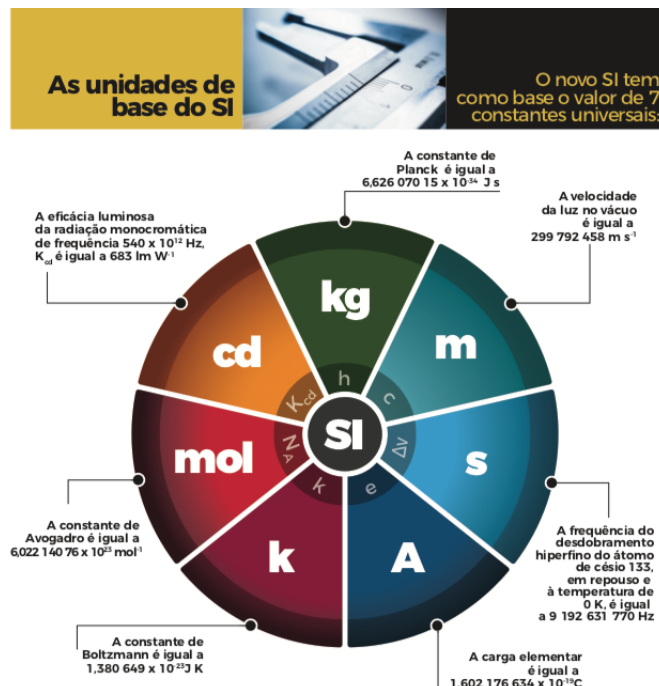 As unidades de
base do SI
O novo SI tem
como base o valor de 7
constantes universais:
A constante de
Planck é igual a
6,626 070 15 x 10⁻³⁴ J s
A velocidade
da luz no vácuo
é igual a
299 792 458 m s⁻¹
A eficácia luminosa
da radiação monocromática
de frequência 540 x 10¹² Hz,
K_cd é igual a 683 lm W⁻¹
kg
m
cd
h
c
K_cd
SI
mol
N_A
Δν
s
k
e
k
A
A constante de
Avogadro é igual a
6,022 140 76 x 10²³ mol⁻¹
A frequência do
desdobramento
hiperfino do átomo
de césio 133,
em repouso e
à temperatura de
0 K, é igual
a 9 192 631 770 Hz
A constante de
Boltzmann é igual a
1,380 649 x 10⁻²³J K
A carga elementar
é igual a
1,602 176 634 x 10⁻¹⁹C